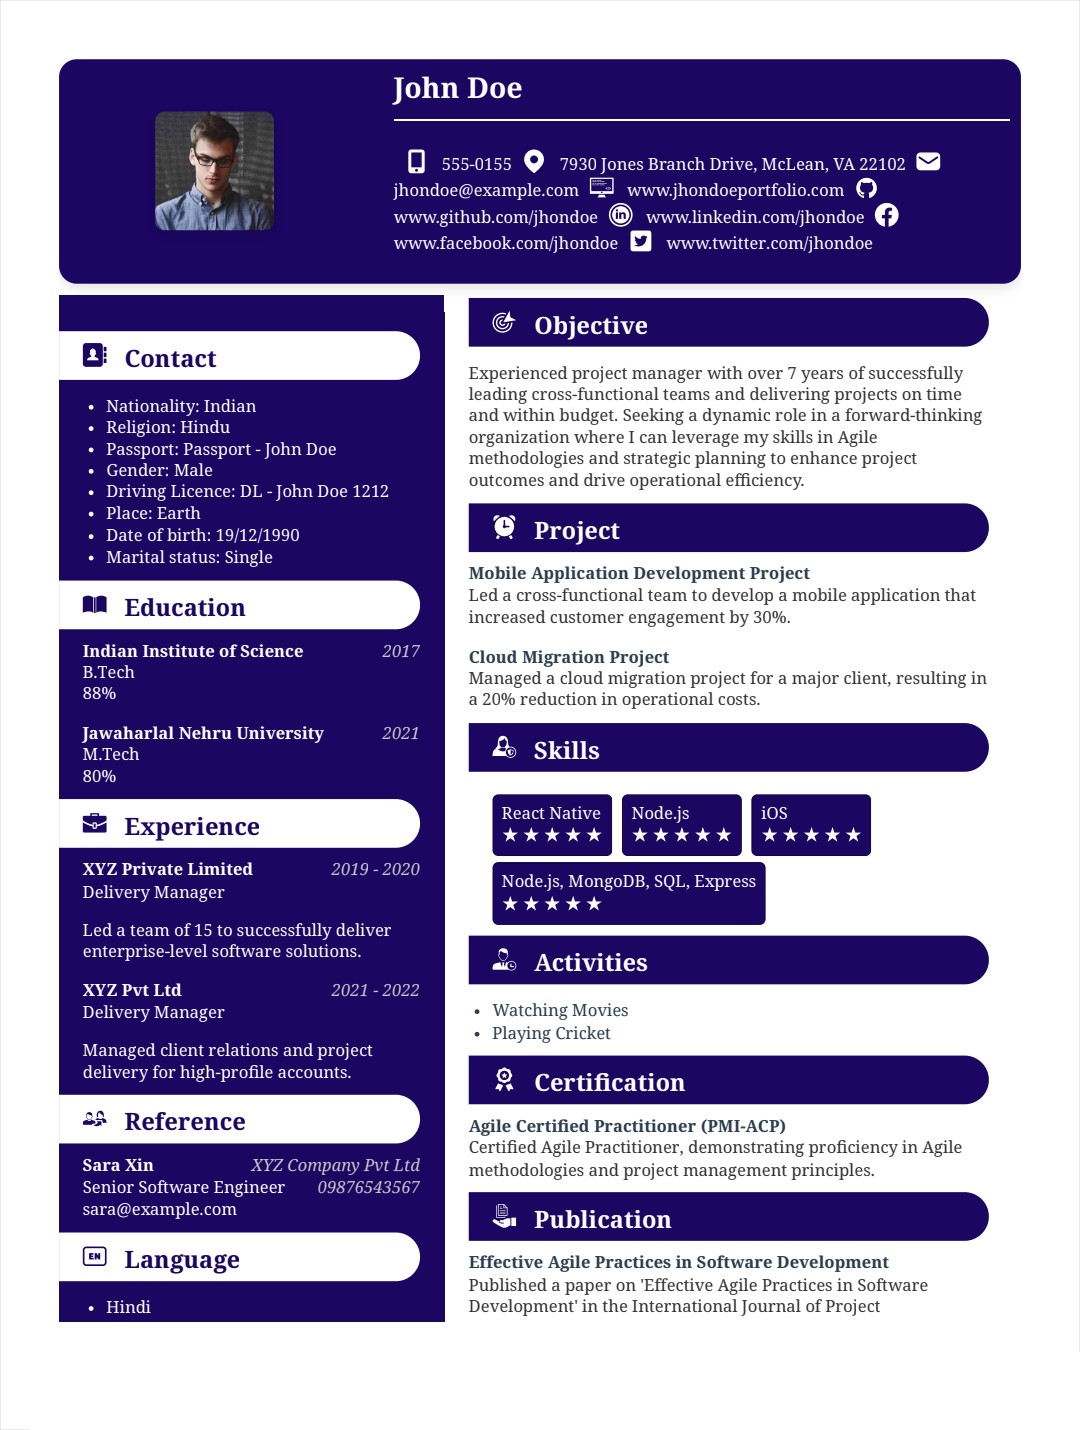 John Doe
555-0155 7930 Jones Branch Drive, McLean, VA 22102
jhondoe@example.com www.jhondoeportfolio.com
www.github.com/jhondoe www.linkedin.com/jhondoe
www.facebook.com/jhondoe www.twitter.com/jhondoe
Contact
• Nationality: Indian
• Religion: Hindu
• Passport: Passport - John Doe
• Gender: Male
• Driving Licence: DL - John Doe 1212
• Place: Earth
• Date of birth: 19/12/1990
• Marital status: Single
Education
Indian Institute of Science 2017
B.Tech
88%
Jawaharlal Nehru University 2021
M.Tech
80%
Experience
XYZ Private Limited 2019 - 2020
Delivery Manager
Led a team of 15 to successfully deliver
enterprise-level software solutions.
XYZ Pvt Ltd 2021 - 2022
Delivery Manager
Managed client relations and project
delivery for high-profile accounts.
Reference
Sara Xin XYZ Company Pvt Ltd
Senior Software Engineer 09876543567
sara@example.com
EN Language
• Hindi
Objective
Experienced project manager with over 7 years of successfully
leading cross-functional teams and delivering projects on time
and within budget. Seeking a dynamic role in a forward-thinking
organization where I can leverage my skills in Agile
methodologies and strategic planning to enhance project
outcomes and drive operational efficiency.
Project
Mobile Application Development Project
Led a cross-functional team to develop a mobile application that
increased customer engagement by 30%.
Cloud Migration Project
Managed a cloud migration project for a major client, resulting in
a 20% reduction in operational costs.
Skills
React Native Node.js iOS
★★★★★ ★★★★★ ★★★★★
Node.js, MongoDB, SQL, Express
★★★★★
Activities
• Watching Movies
• Playing Cricket
Certification
Agile Certified Practitioner (PMI-ACP)
Certified Agile Practitioner, demonstrating proficiency in Agile
methodologies and project management principles.
Publication
Effective Agile Practices in Software Development
Published a paper on 'Effective Agile Practices in Software
Development' in the International Journal of Project